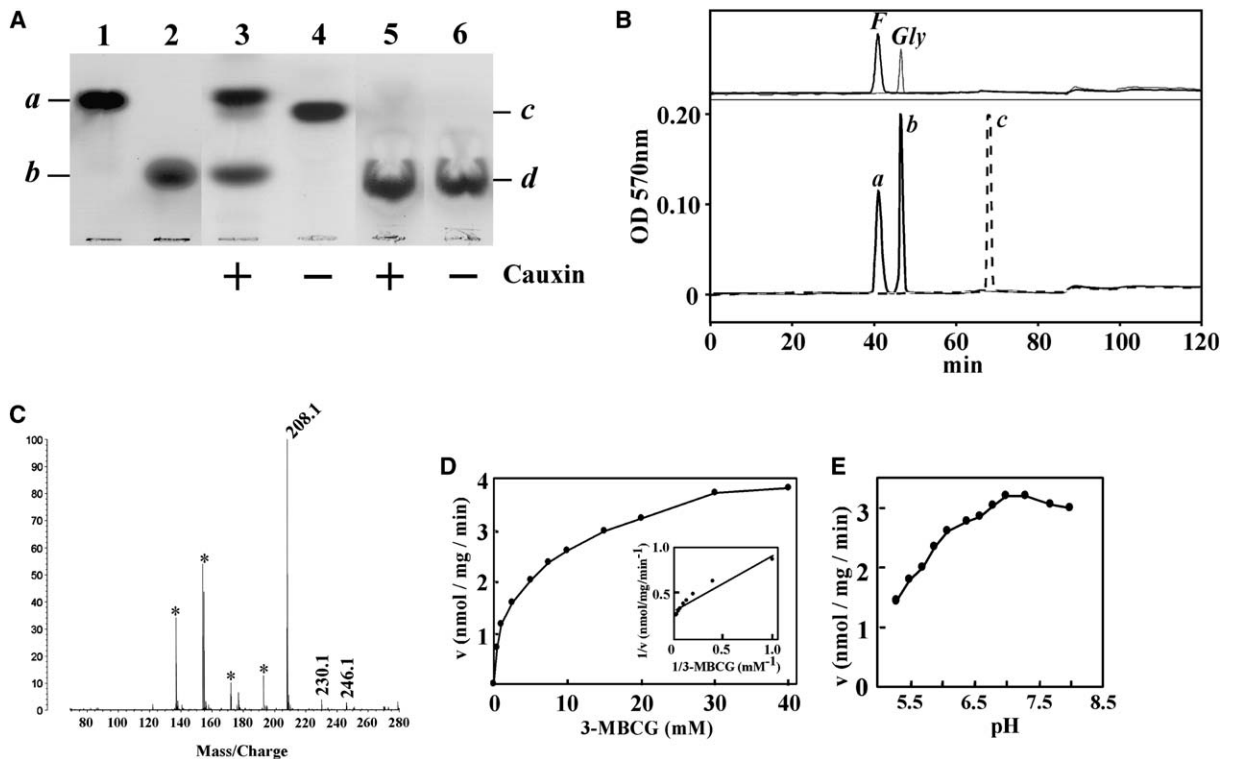 A
1 2 3 4 5 6
a
b
c
d
+ − + − Cauxin
B
F
Gly
0.20
b
c
a
0.10
0
OD 570nm
0 20 40 60 80 100 120
min
C
208.1
100
90
80
70
60
50
40
30
20
10
0
*
*
*
*
230.1
246.1
80 100 120 140 160 180 200 220 240 260 280
Mass/Charge
D
4
3
2
1
v (nmol / mg / min)
0 10 20 30 40
3-MBCG (mM)
1.0
0.5
1/v (nmol/mg/min⁻¹)
0 0.5 1.0
1/3-MBCG (mM⁻¹)
E
3
2
1
0
v (nmol / mg / min)
5.5 6.5 7.5 8.5
pH